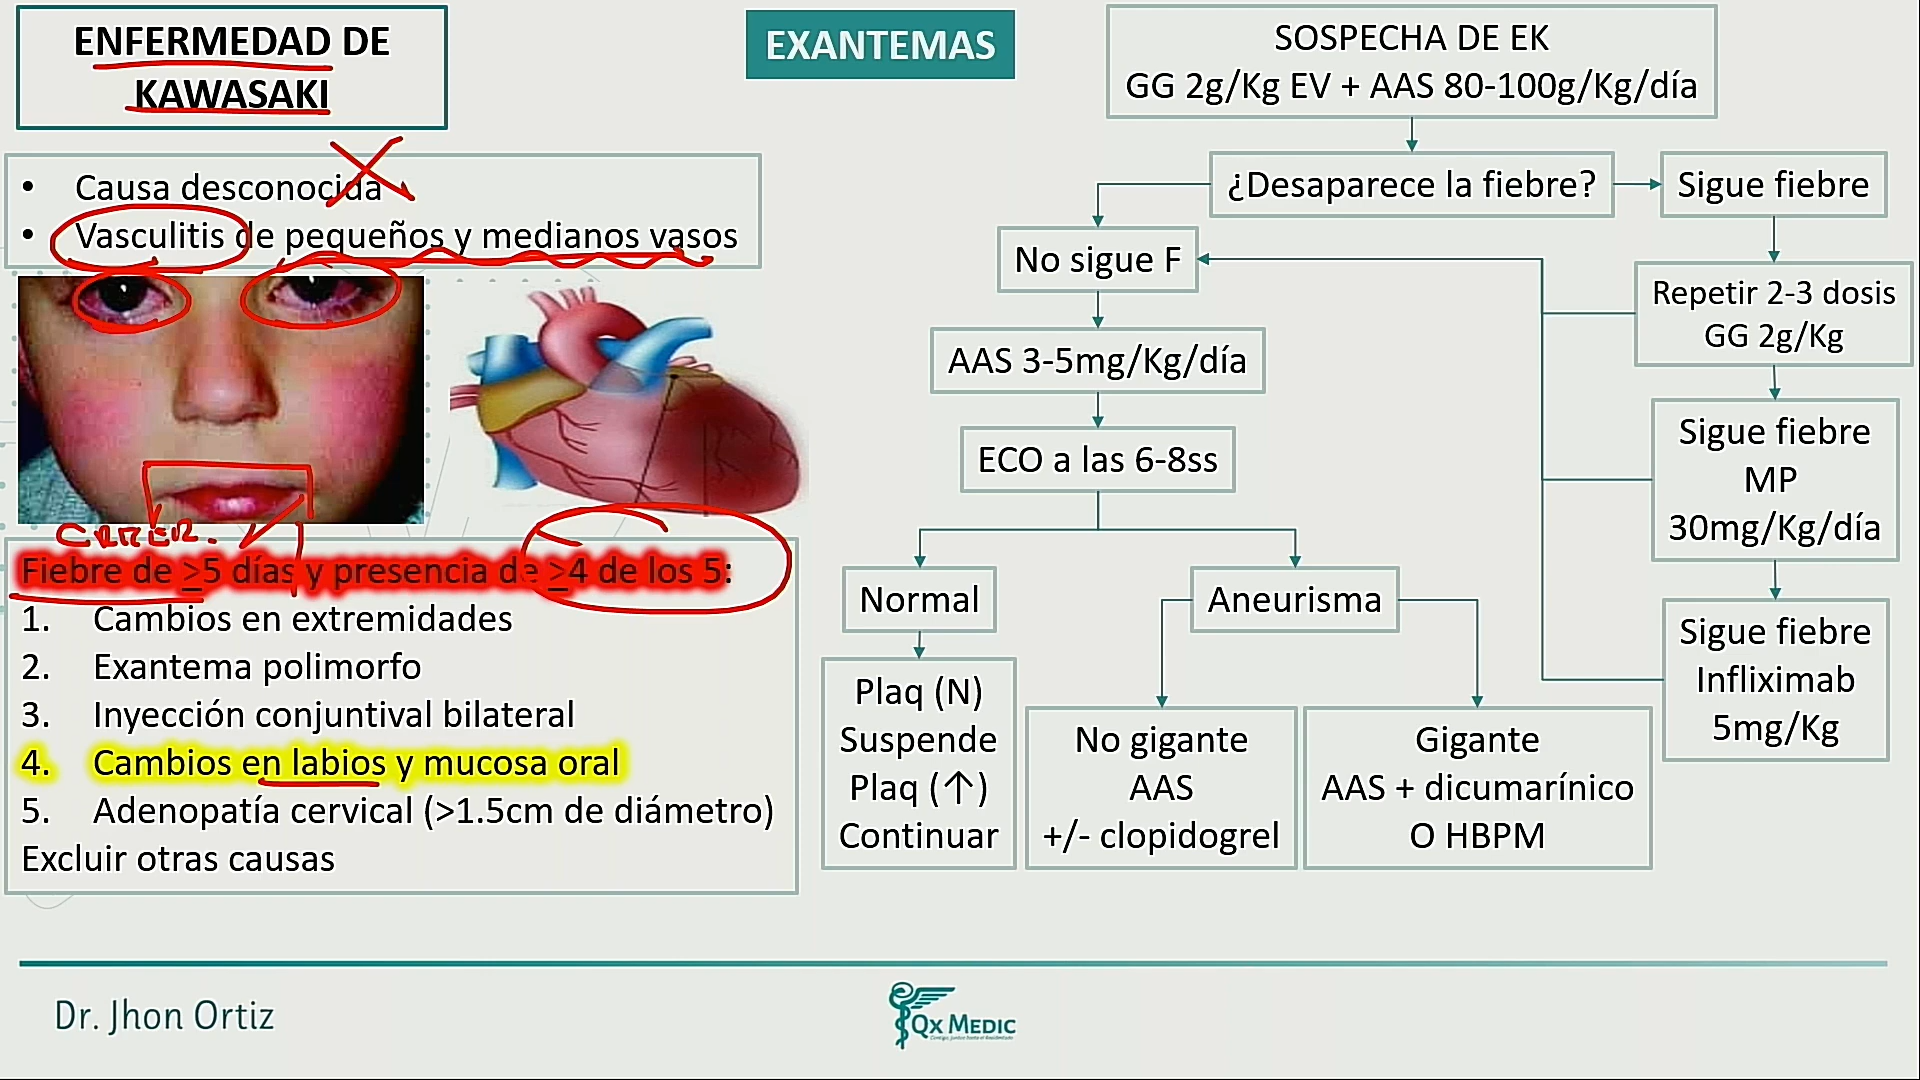 ENFERMEDAD DE
KAWASAKI
EXANTEMAS
• Causa desconocida
• Vasculitis de pequeños y medianos vasos
Fiebre de ≥5 días y presencia de ≥4 de los 5:
1. Cambios en extremidades
2. Exantema polimorfo
3. Inyección conjuntival bilateral
4. Cambios en labios y mucosa oral
5. Adenopatía cervical (>1.5cm de diámetro)
Excluir otras causas
SOSPECHA DE EK
GG 2g/Kg EV + AAS 80-100g/Kg/día
¿Desaparece la fiebre?
Sigue fiebre
No sigue F
Repetir 2-3 dosis
GG 2g/Kg
AAS 3-5mg/Kg/día
Sigue fiebre
MP
30mg/Kg/día
ECO a las 6-8ss
Normal
Aneurisma
Sigue fiebre
Infliximab
5mg/Kg
Plaq (N)
Suspende
Plaq (↑)
Continuar
No gigante
AAS
+/- clopidogrel
Gigante
AAS + dicumarínico
O HBPM
Dr. Jhon Ortiz
Qx MEDIC